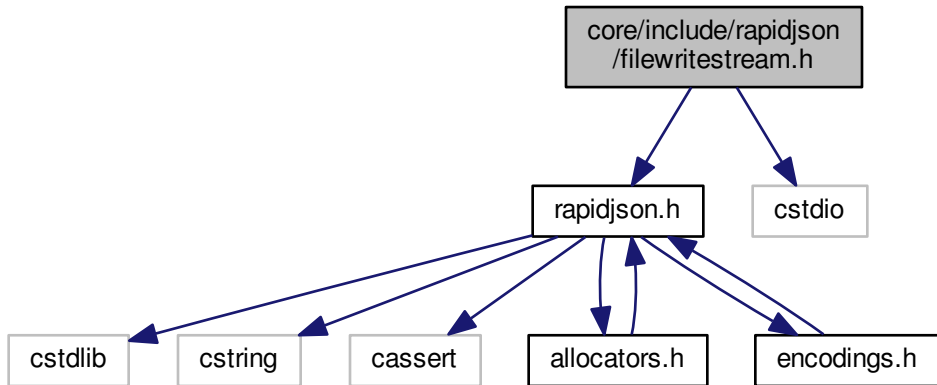 core/include/rapidjson
/filewritestream.h
rapidjson.h
cstdio
cstdlib
cstring
cassert
allocators.h
encodings.h